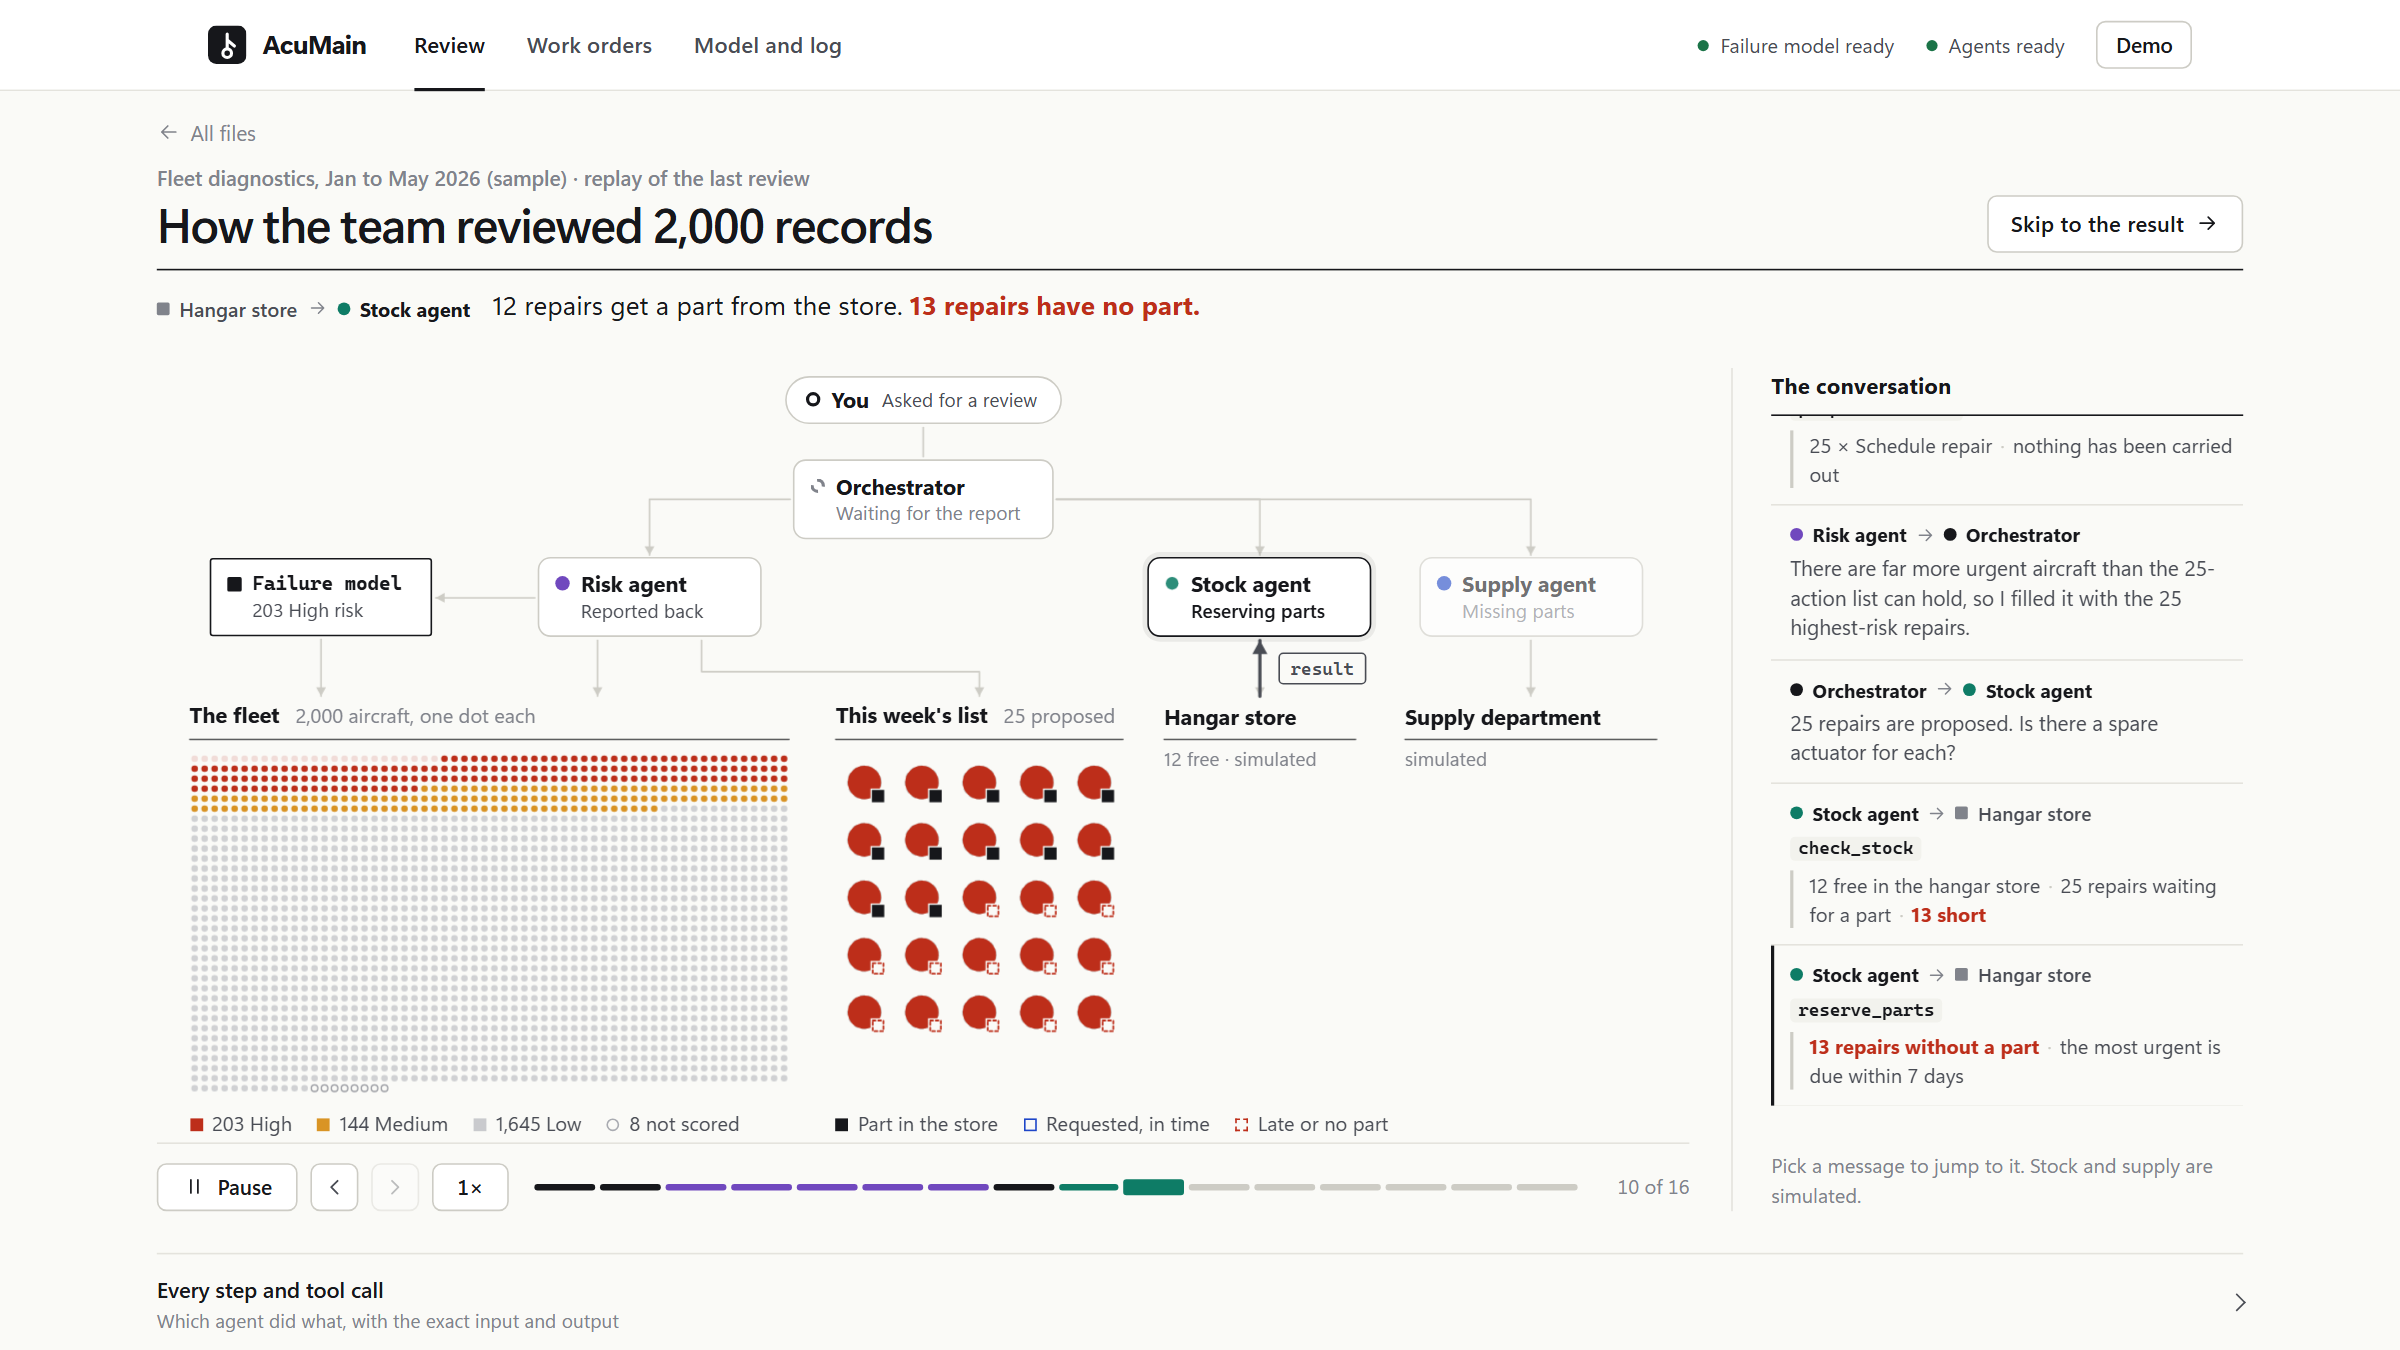 AcuMain
Review
Work orders
Model and log
Failure model ready
Agents ready
Demo
All files
Fleet diagnostics, Jan to May 2026 (sample) · replay of the last review
How the team reviewed 2,000 records
Skip to the result
Hangar store → Stock agent 12 repairs get a part from the store. 13 repairs have no part.
You Asked for a review
Orchestrator
Waiting for the report
Failure model
203 High risk
Risk agent
Reported back
Stock agent
Reserving parts
Supply agent
Missing parts
result
The fleet 2,000 aircraft, one dot each
This week's list 25 proposed
Hangar store
12 free · simulated
Supply department
simulated
203 High
144 Medium
1,645 Low
8 not scored
Part in the store
Requested, in time
Late or no part
Pause
1×
10 of 16
The conversation
25 × Schedule repair · nothing has been carried
out
Risk agent → Orchestrator
There are far more urgent aircraft than the 25-
action list can hold, so I filled it with the 25
highest-risk repairs.
Orchestrator → Stock agent
25 repairs are proposed. Is there a spare
actuator for each?
Stock agent → Hangar store
check_stock
12 free in the hangar store · 25 repairs waiting
for a part · 13 short
Stock agent → Hangar store
reserve_parts
13 repairs without a part · the most urgent is
due within 7 days
Pick a message to jump to it. Stock and supply are
simulated.
Every step and tool call
Which agent did what, with the exact input and output